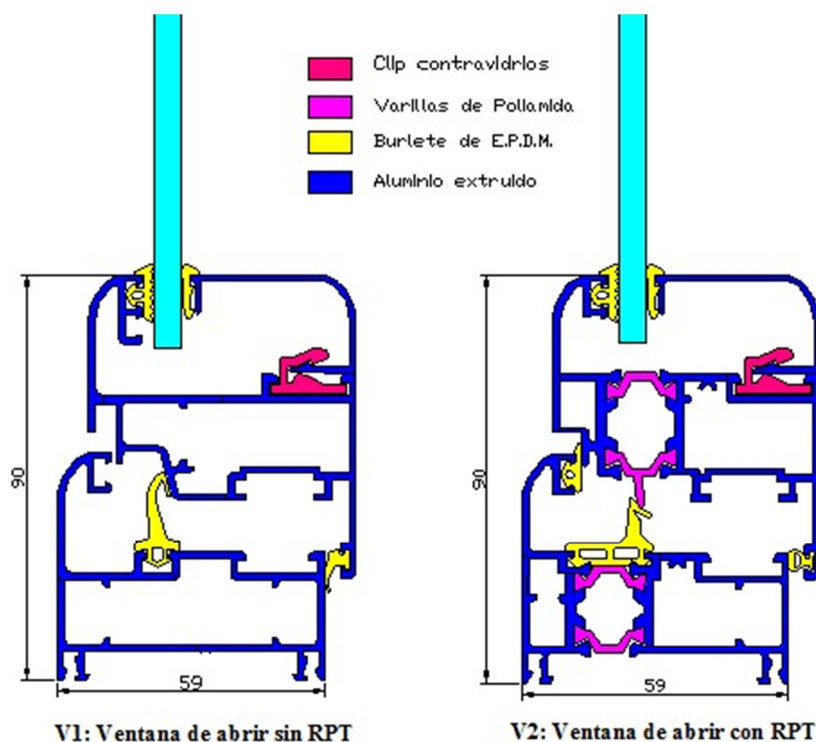 Clip contravidrios
Varillas de Poliamida
Burlete de E.P.D.M.
Aluminio extruido
90
59
90
59
V1: Ventana de abrir sin RPT
V2: Ventana de abrir con RPT